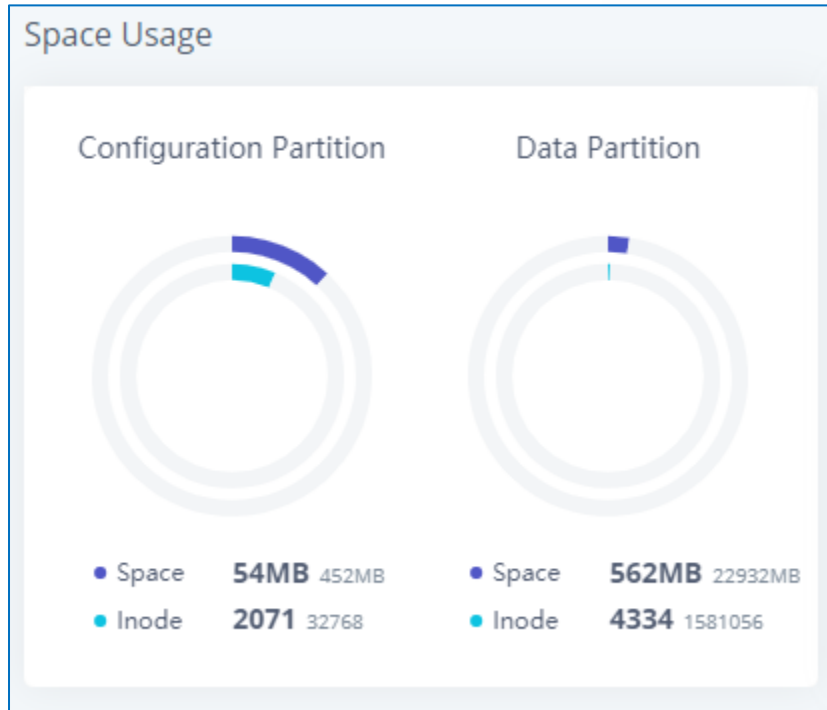 Space Usage
Configuration Partition
Data Partition
Space 54MB 452MB
Inode 2071 32768
Space 562MB 22932MB
Inode 4334 1581056